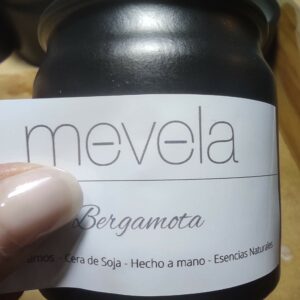 mevela
Bergamota
- Cera de Soja - Hecho a mano - Esencias Naturales